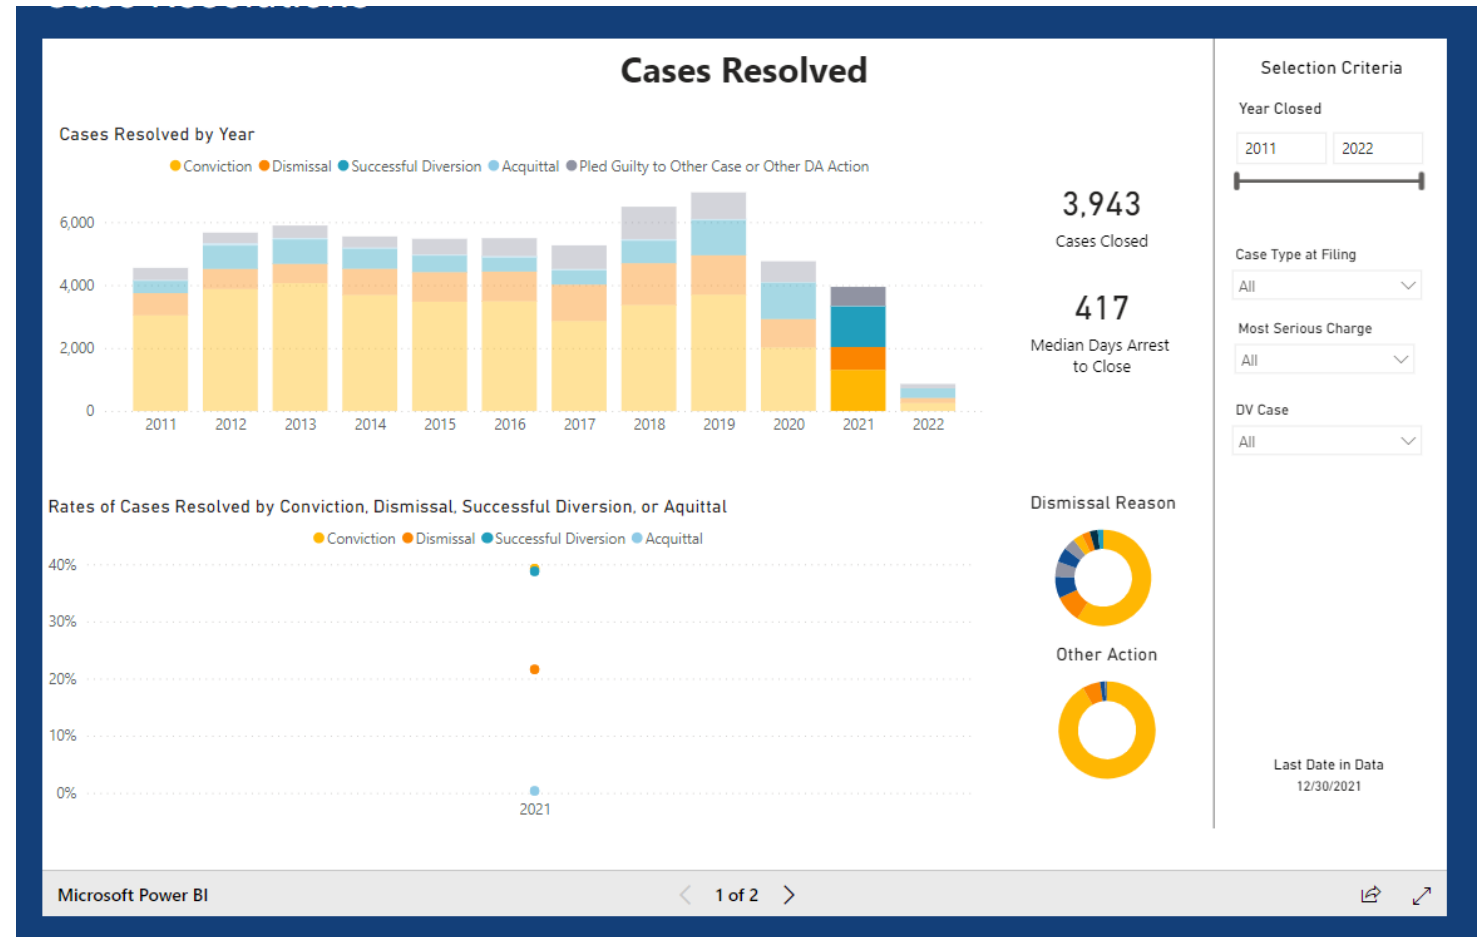 Case Resolutions
Cases Resolved
Cases Resolved by Year
Conviction Dismissal Successful Diversion Acquittal Pled Guilty to Other Case or Other DA Action
6,000
4,000
2,000
0
2011 2012 2013 2014 2015 2016 2017 2018 2019 2020 2021 2022
3,943
Cases Closed
417
Median Days Arrest
to Close
Rates of Cases Resolved by Conviction, Dismissal, Successful Diversion, or Aquittal
Conviction Dismissal Successful Diversion Acquittal
40%
30%
20%
10%
0%
2021
Dismissal Reason
Other Action
Selection Criteria
Year Closed
2011 2022
Case Type at Filing
All
Most Serious Charge
All
DV Case
All
Last Date in Data
12/30/2021
Microsoft Power BI
1 of 2